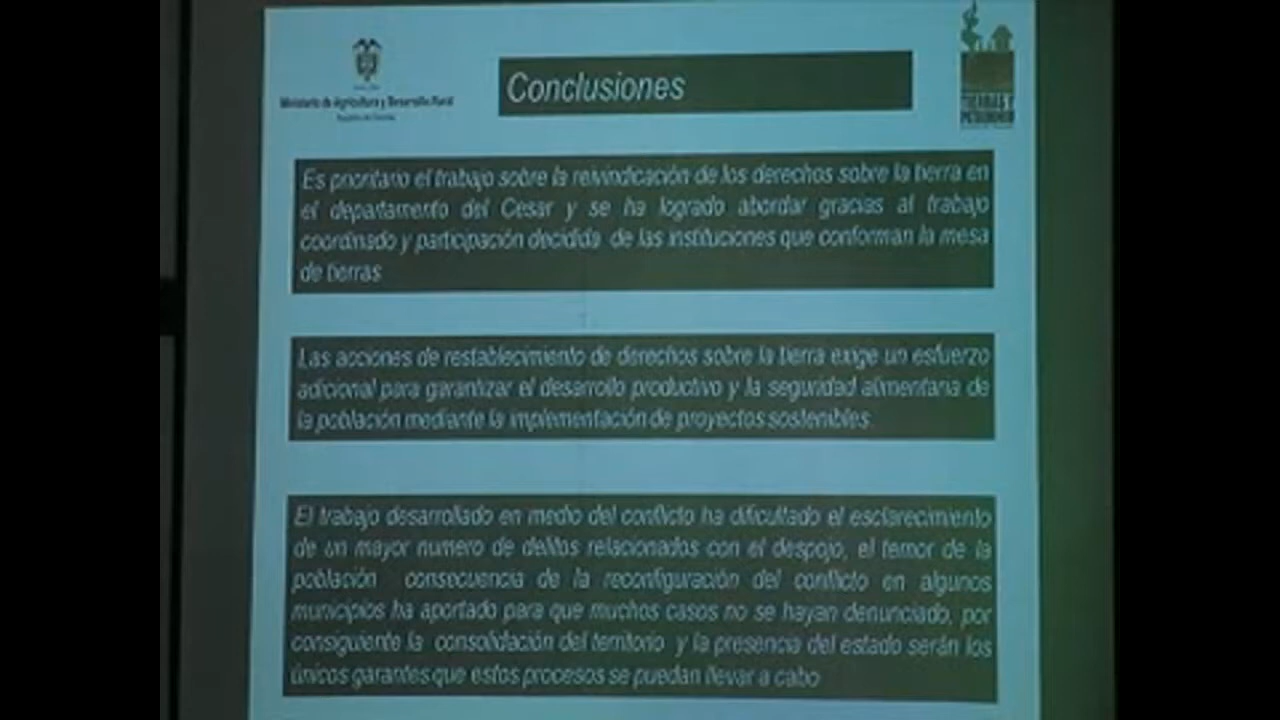 Ministerio de Agricultura y Desarrollo Rural
Conclusiones
TIERRAS Y
PATRIMONIO
Es prioritario el trabajo sobre la reivindicación de los derechos sobre la tierra en
el departamento del Cesar y se ha logrado abordar gracias al trabajo
coordinado y participación decidida de las instituciones que conforman la mesa
de tierras
Las acciones de restablecimiento de derechos sobre la tierra exige un esfuerzo
adicional para garantizar el desarrollo productivo y la seguridad alimentaria de
la población mediante la implementación de proyectos sostenibles.
El trabajo desarrollado en medio del conflicto ha dificultado el esclarecimiento
de un mayor numero de delitos relacionados con el despojo, el temor de la
población consecuencia de la reconfiguración del conflicto en algunos
municipios ha aportado para que muchos casos no se hayan denunciado, por
consiguiente la consolidación del territorio y la presencia del estado serán los
únicos garantes que estos procesos se puedan llevar a cabo